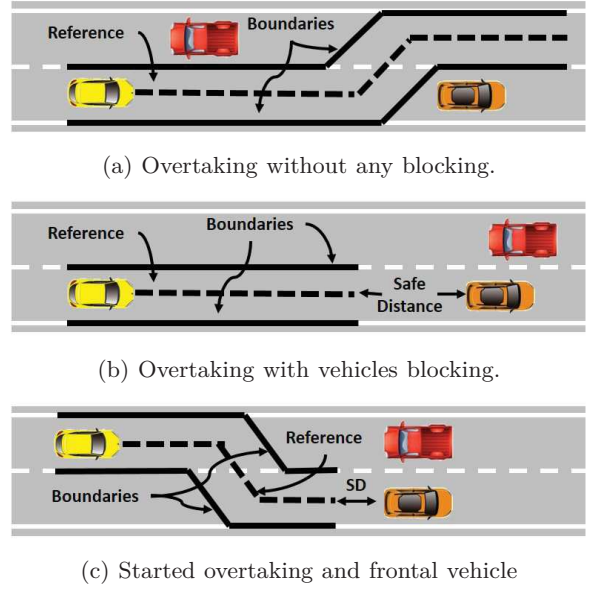 Reference
Boundaries
(a) Overtaking without any blocking.
Boundaries
Reference
Safe
Distance
(b) Overtaking with vehicles blocking.
Reference
Boundaries
SD
(c) Started overtaking and frontal vehicle